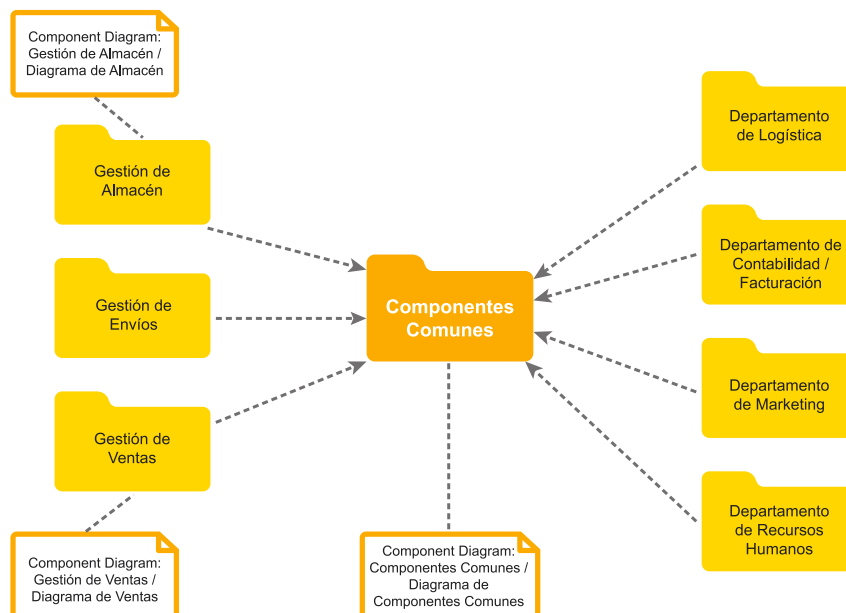 Component Diagram:
Gestión de Almacén /
Diagrama de Almacén
Gestión de
Almacén
Gestión de
Envíos
Gestión de
Ventas
Component Diagram:
Gestión de Ventas /
Diagrama de Ventas
Componentes
Comunes
Component Diagram:
Componentes Comunes /
Diagrama de
Componentes Comunes
Departamento
de Logística
Departamento de
Contabilidad /
Facturación
Departamento
de Marketing
Departamento
de Recursos
Humanos